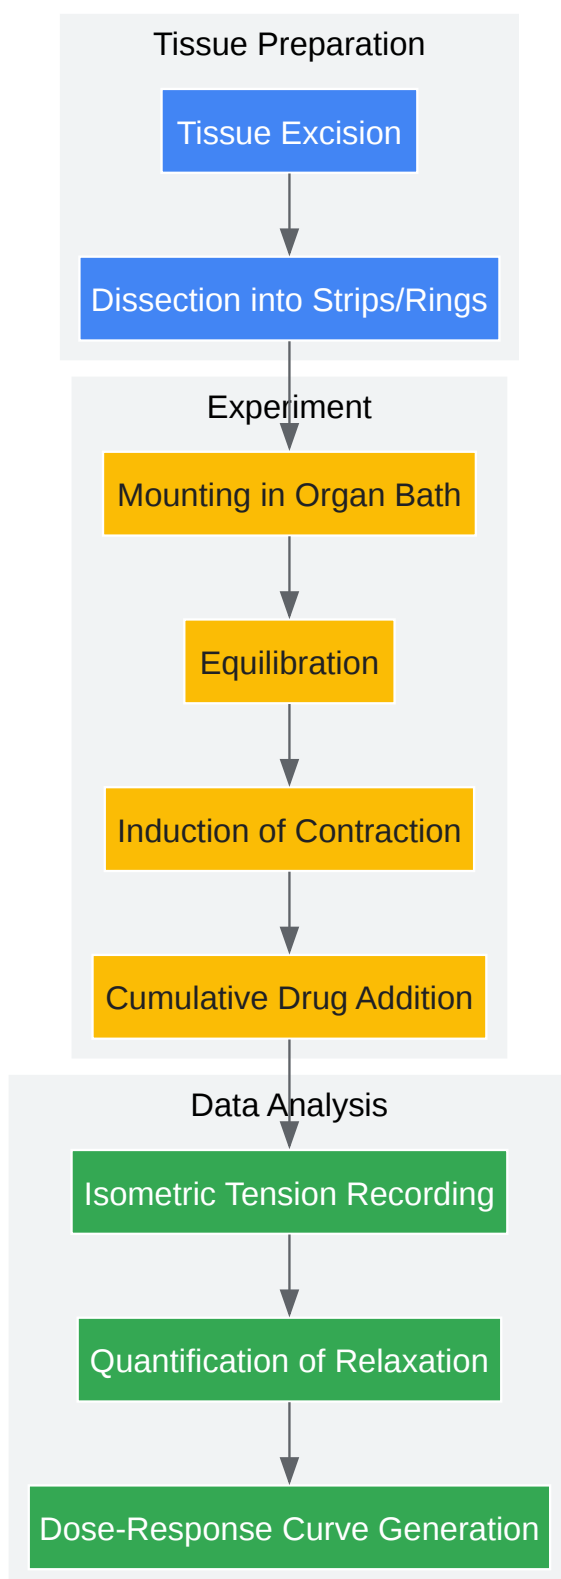 Tissue Preparation
Tissue Excision
Dissection into Strips/Rings
Experiment
Mounting in Organ Bath
Equilibration
Induction of Contraction
Cumulative Drug Addition
Data Analysis
Isometric Tension Recording
Quantification of Relaxation
Dose-Response Curve Generation